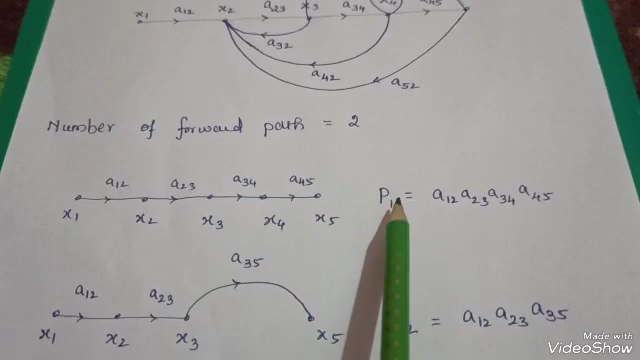 x₁ a₁₂ x₂ a₂₃ x₃ a₃₄ x₄ a₄₅
a₃₂
a₄₂
a₅₂
Number of forward path = 2
a₁₂ a₂₃ a₃₄ a₄₅
x₁ x₂ x₃ x₄ x₅
P₁ = a₁₂ a₂₃ a₃₄ a₄₅
a₃₅
a₁₂ a₂₃
x₁ x₂ x₃ x₅
₂ = a₁₂ a₂₃ a₃₅
Made with
VideoShow